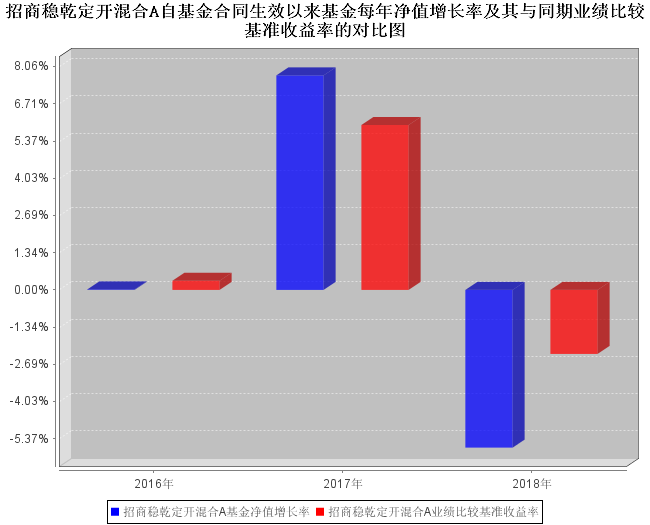 招商稳乾定开混合A自基金合同生效以来基金每年净值增长率及其与同期业绩比较
基准收益率的对比图
8.06%
6.71%
5.37%
4.03%
2.69%
1.34%
0.00%
-1.34%
-2.69%
-4.03%
-5.37%
2016年 2017年 2018年
招商稳乾定开混合A基金净值增长率 招商稳乾定开混合A业绩比较基准收益率